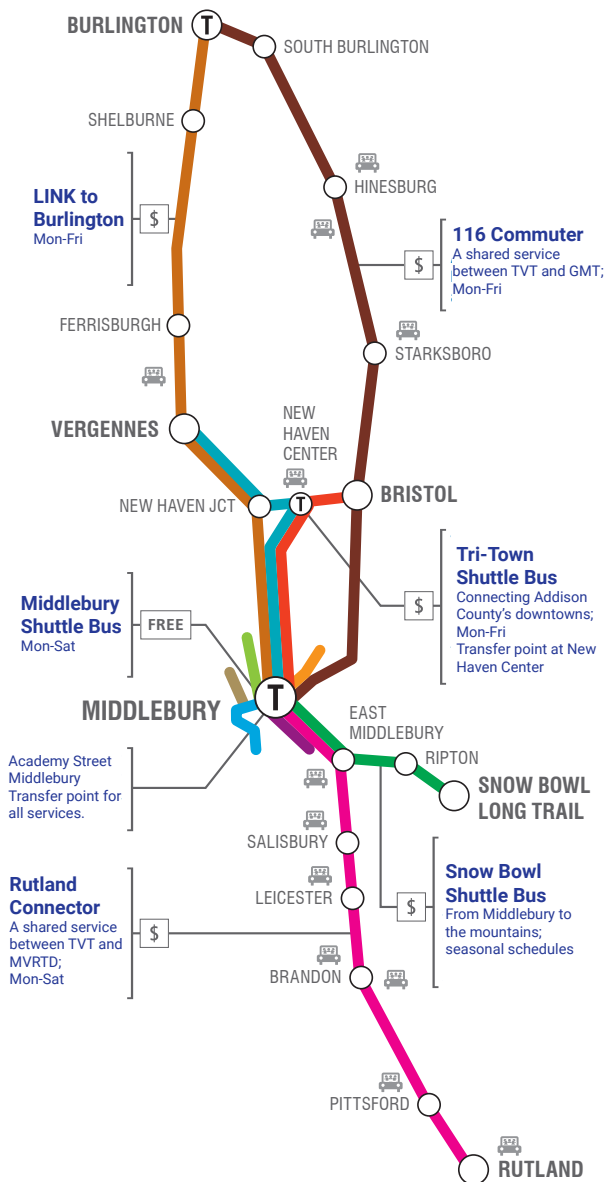 BURLINGTON
T
SOUTH BURLINGTON
SHELBURNE
HINESBURG
LINK to
Burlington
Mon-Fri
$
116 Commuter
A shared service
between TVT and GMT;
Mon-Fri
$
FERRISBURGH
STARKSBORO
VERGENNES
NEW
HAVEN
CENTER
T
NEW HAVEN JCT
BRISTOL
Tri-Town
Shuttle Bus
Connecting Addison
County's downtowns;
Mon-Fri
Transfer point at New
Haven Center
$
Middlebury
Shuttle Bus
Mon-Sat
FREE
MIDDLEBURY
T
EAST
MIDDLEBURY
RIPTON
SNOW BOWL
LONG TRAIL
Academy Street
Middlebury
Transfer point for
all services.
SALISBURY
LEICESTER
Rutland
Connector
A shared service
between TVT and
MVRTD;
Mon-Sat
$
Snow Bowl
Shuttle Bus
From Middlebury to
the mountains;
seasonal schedules
$
BRANDON
PITTSFORD
RUTLAND